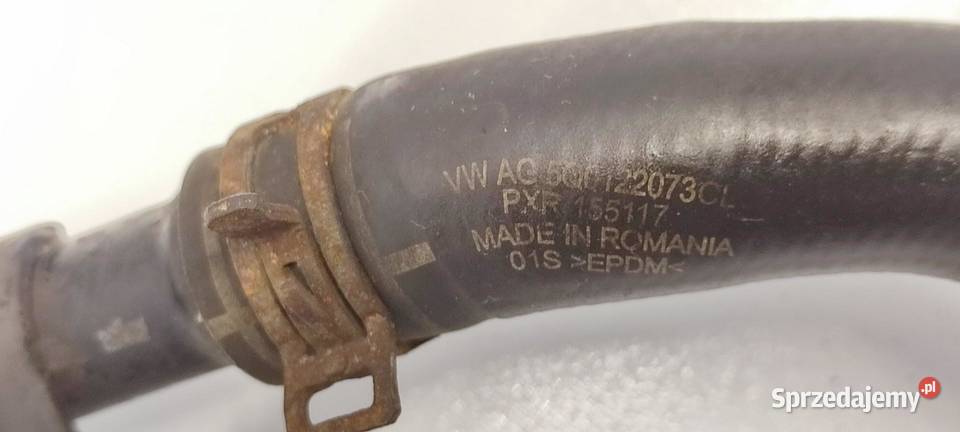 VW AG 5Q0122073CL
PXR 155117
MADE IN ROMANIA
01S >EPDM<
Sprzedajemy.pl